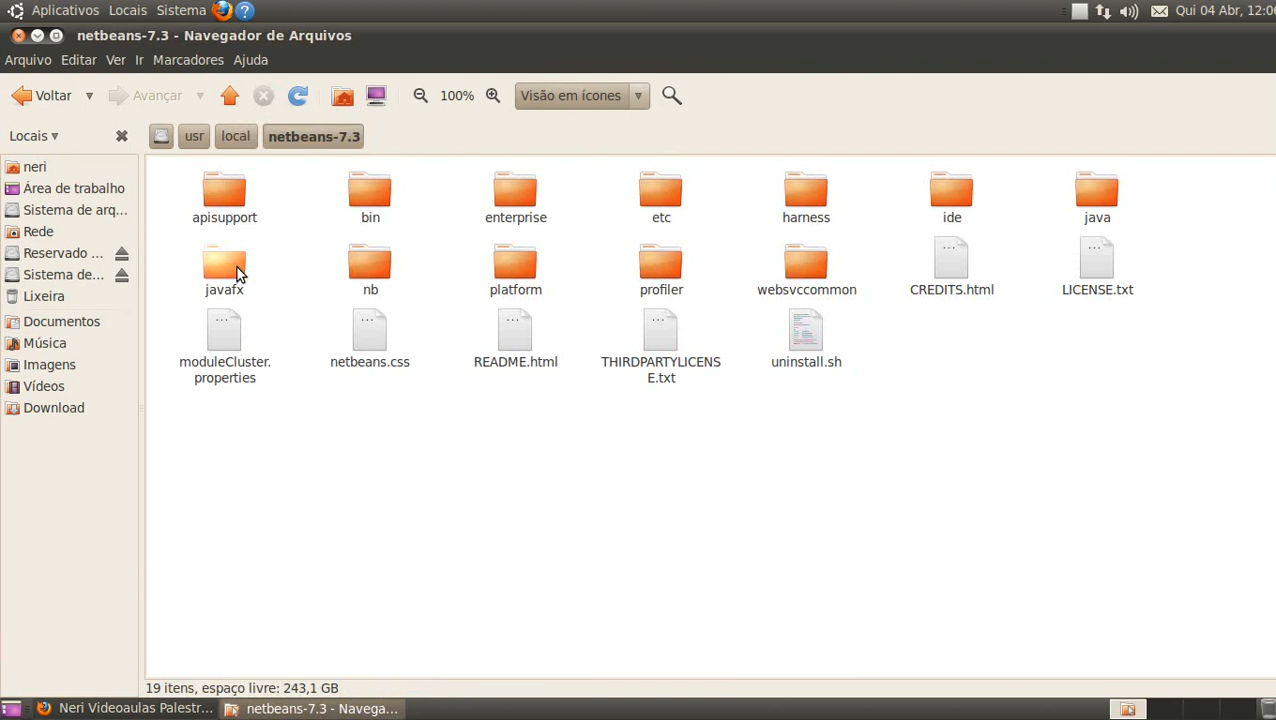 Aplicativos Locais Sistema ? Qui 04 Abr, 12:06
netbeans-7.3 - Navegador de Arquivos
Arquivo Editar Ver Ir Marcadores Ajuda
Voltar Avançar 100% Visão em ícones
Locais usr local netbeans-7.3
neri
Área de trabalho
Sistema de arq...
Rede
Reservado ...
Sistema de...
Lixeira
Documentos
Música
Imagens
Vídeos
Download
apisupport bin enterprise etc harness ide java
javafx nb platform profiler websvccommon CREDITS.html LICENSE.txt
moduleCluster. netbeans.css README.html THIRDPARTYLICENS uninstall.sh
properties E.txt
19 itens, espaço livre: 243,1 GB
Neri Videoaulas Palestr... netbeans-7.3 - Navega...